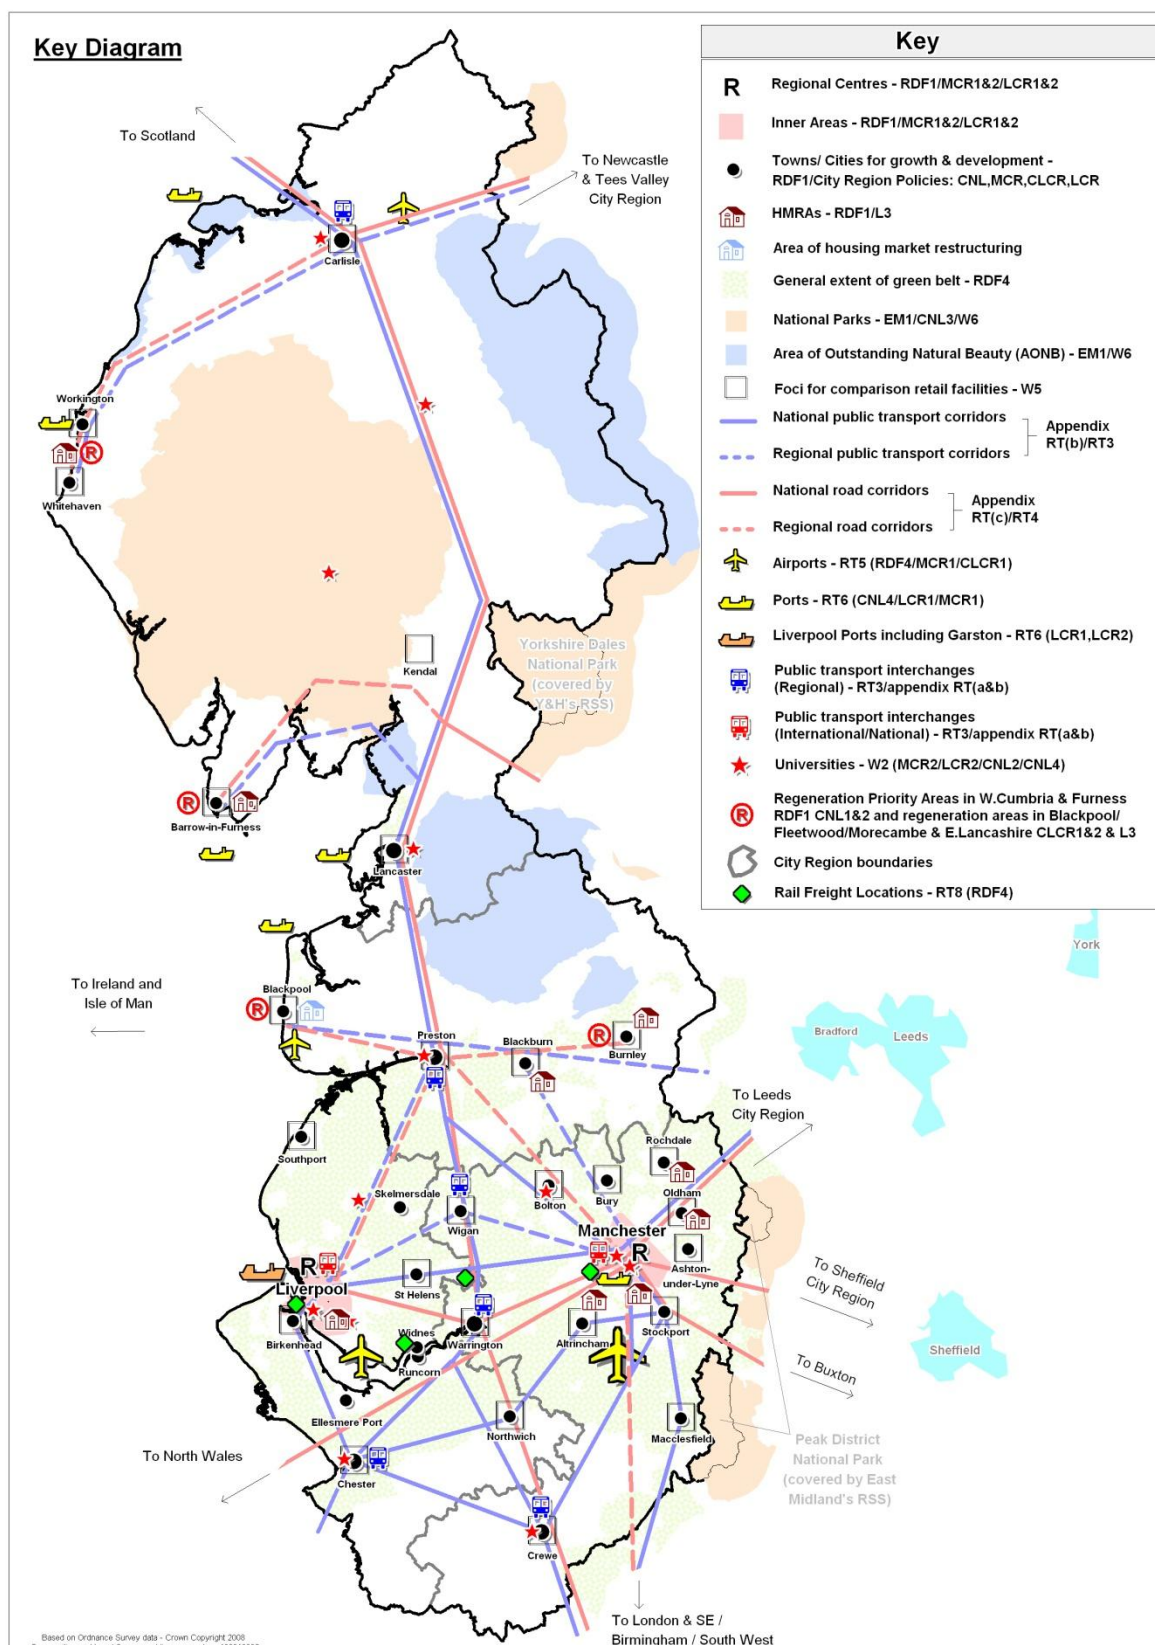 Key Diagram
Key
R
Regional Centres - RDF1/MCR1&2/LCR1&2
Inner Areas - RDF1/MCR1&2/LCR1&2
Towns/ Cities for growth & development -
RDF1/City Region Policies: CNL,MCR,CLCR,LCR
HMRAs - RDF1/L3
Area of housing market restructuring
General extent of green belt - RDF4
National Parks - EM1/CNL3/W6
Area of Outstanding Natural Beauty (AONB) - EM1/W6
Foci for comparison retail facilities - W5
National public transport corridors
Regional public transport corridors
Appendix
RT(b)/RT3
National road corridors
Regional road corridors
Appendix
RT(c)/RT4
Airports - RT5 (RDF4/MCR1/CLCR1)
Ports - RT6 (CNL4/LCR1/MCR1)
Liverpool Ports including Garston - RT6 (LCR1,LCR2)
Public transport interchanges
(Regional) - RT3/appendix RT(a&b)
Public transport interchanges
(International/National) - RT3/appendix RT(a&b)
Universities - W2 (MCR2/LCR2/CNL2/CNL4)
R
Regeneration Priority Areas in W.Cumbria & Furness
RDF1 CNL1&2 and regeneration areas in Blackpool/
Fleetwood/Morecambe & E.Lancashire CLCR1&2 & L3
City Region boundaries
Rail Freight Locations - RT8 (RDF4)
To Scotland
To Newcastle
& Tees Valley
City Region
Carlisle
Workington
R
Whitehaven
Kendal
Yorkshire Dales
National Park
(covered by
Y&H's RSS)
R
Barrow-in-Furness
Lancaster
York
To Ireland and
Isle of Man
Blackpool
R
Preston
Blackburn
R
Burnley
Bradford
Leeds
To Leeds
City Region
Southport
Rochdale
Skelmersdale
Bolton
Bury
Oldham
Wigan
Manchester
R
Ashton-
under-Lyne
R
Liverpool
St Helens
To Sheffield
City Region
Birkenhead
Widnes
Runcorn
Warrington
Altrincham
Stockport
Sheffield
To Buxton
Ellesmere Port
Northwich
Macclesfield
To North Wales
Chester
Peak District
National Park
(covered by East
Midland's RSS)
Crewe
To London & SE /
Birmingham / South West
Based on Ordnance Survey data - Crown Copyright 2008